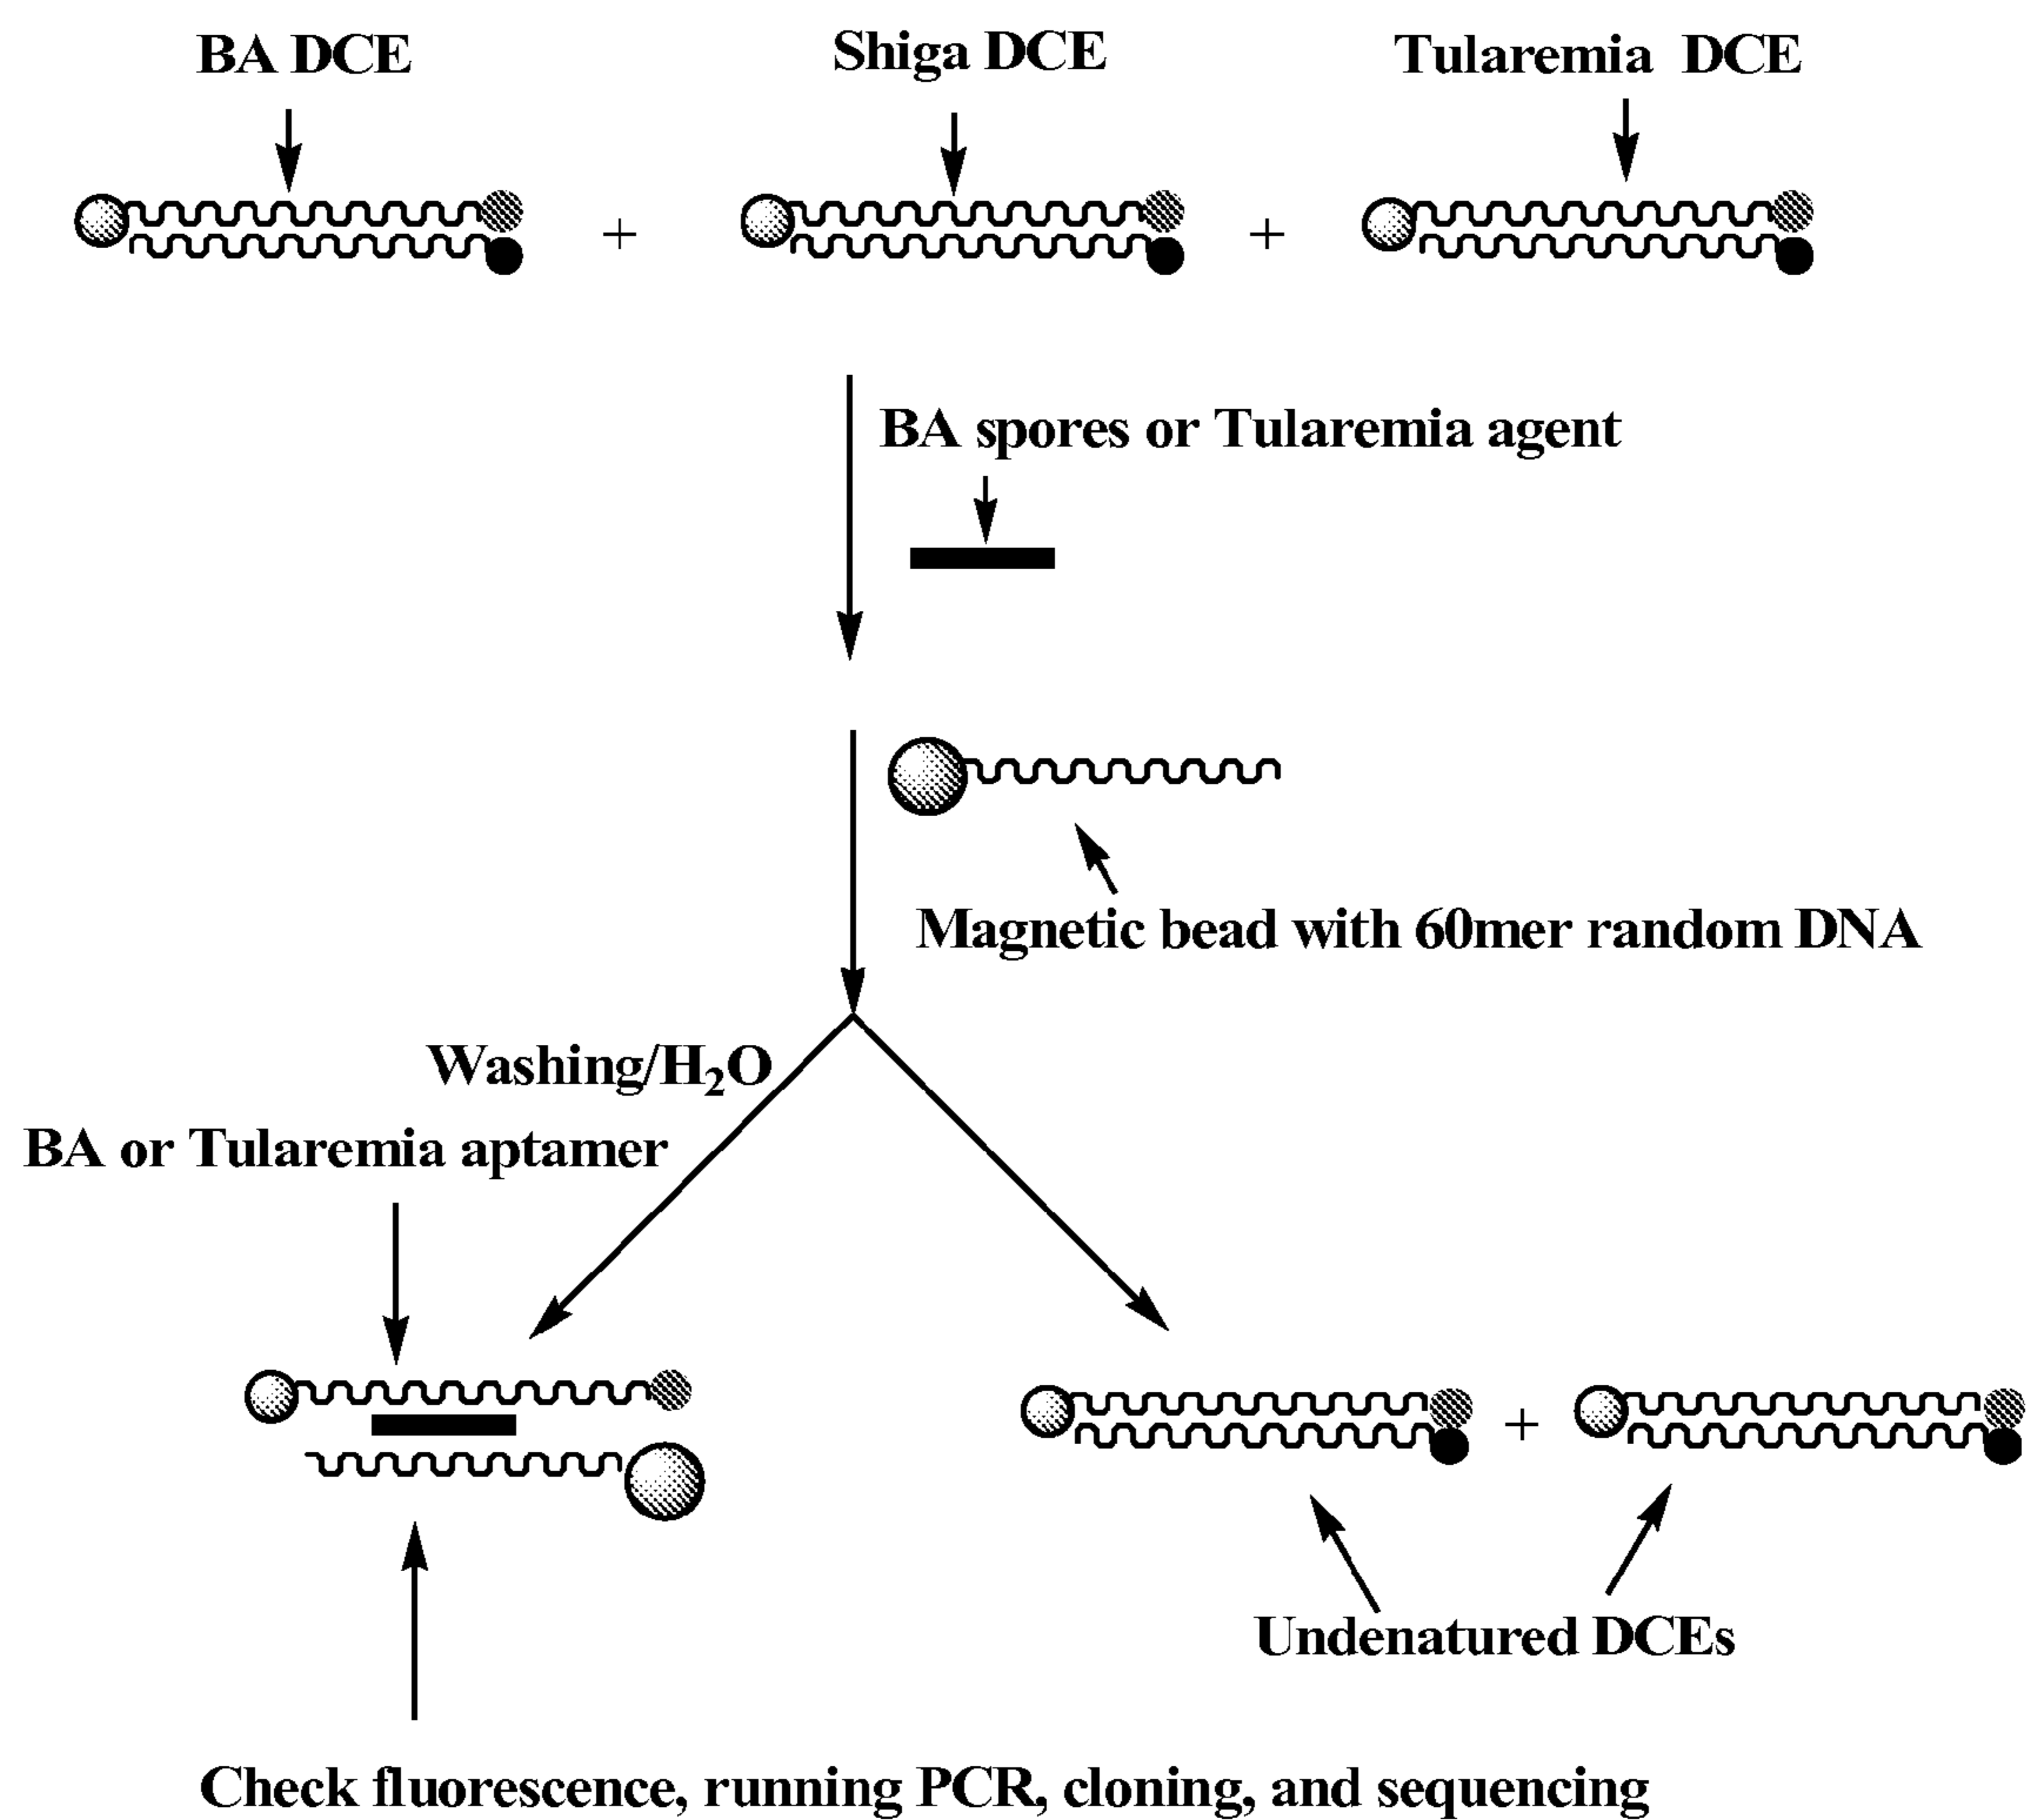 BA DCE
Shiga DCE
Tularemia DCE
+
+
BA spores or Tularemia agent
Magnetic bead with 60mer random DNA
Washing/H₂O
BA or Tularemia aptamer
+
Undenatured DCEs
Check fluorescence, running PCR, cloning, and sequencing